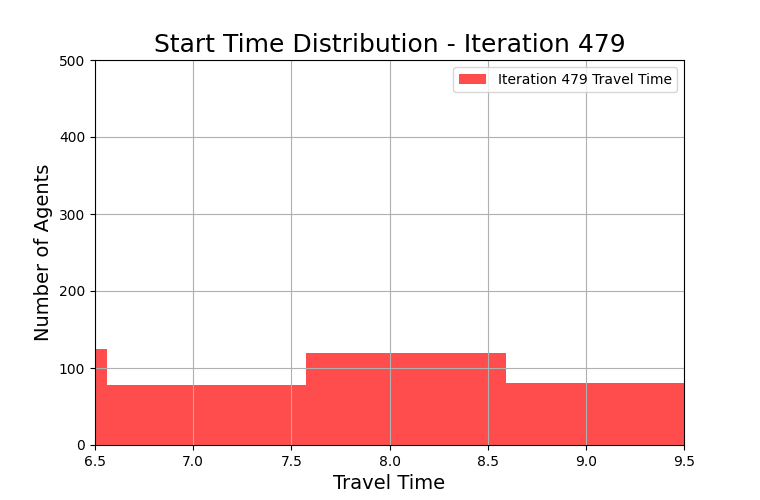 Start Time Distribution - Iteration 479
Iteration 479 Travel Time
Number of Agents
500
400
300
200
100
0
6.5 7.0 7.5 8.0 8.5 9.0 9.5
Travel Time